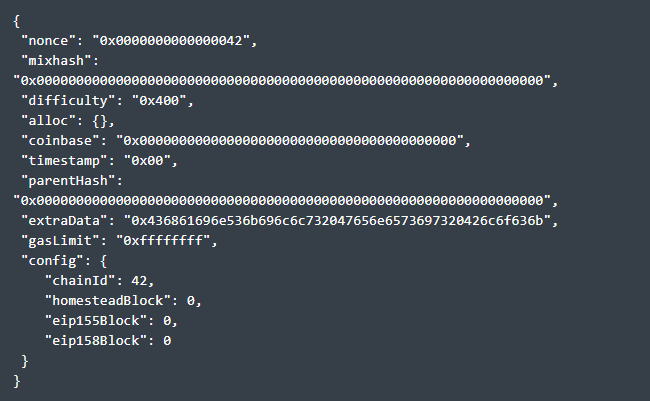 {
"nonce": "0x0000000000000042",
"mixhash":
"0x0000000000000000000000000000000000000000000000000000000000000000",
"difficulty": "0x400",
"alloc": {},
"coinbase": "0x0000000000000000000000000000000000000000",
"timestamp": "0x00",
"parentHash":
"0x0000000000000000000000000000000000000000000000000000000000000000",
"extraData": "0x436861696e536b696c6c732047656e6573697320426c6f636b",
"gasLimit": "0xffffffff",
"config": {
"chainId": 42,
"homesteadBlock": 0,
"eip155Block": 0,
"eip158Block": 0
}
}